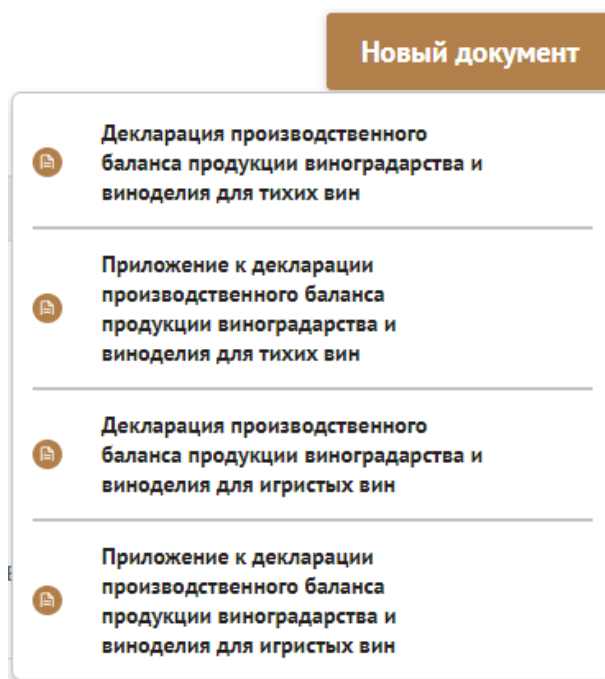 Новый документ
Декларация производственного
баланса продукции виноградарства и
виноделия для тихих вин
Приложение к декларации
производственного баланса
продукции виноградарства и
виноделия для тихих вин
Декларация производственного
баланса продукции виноградарства и
виноделия для игристых вин
Приложение к декларации
производственного баланса
продукции виноградарства и
виноделия для игристых вин